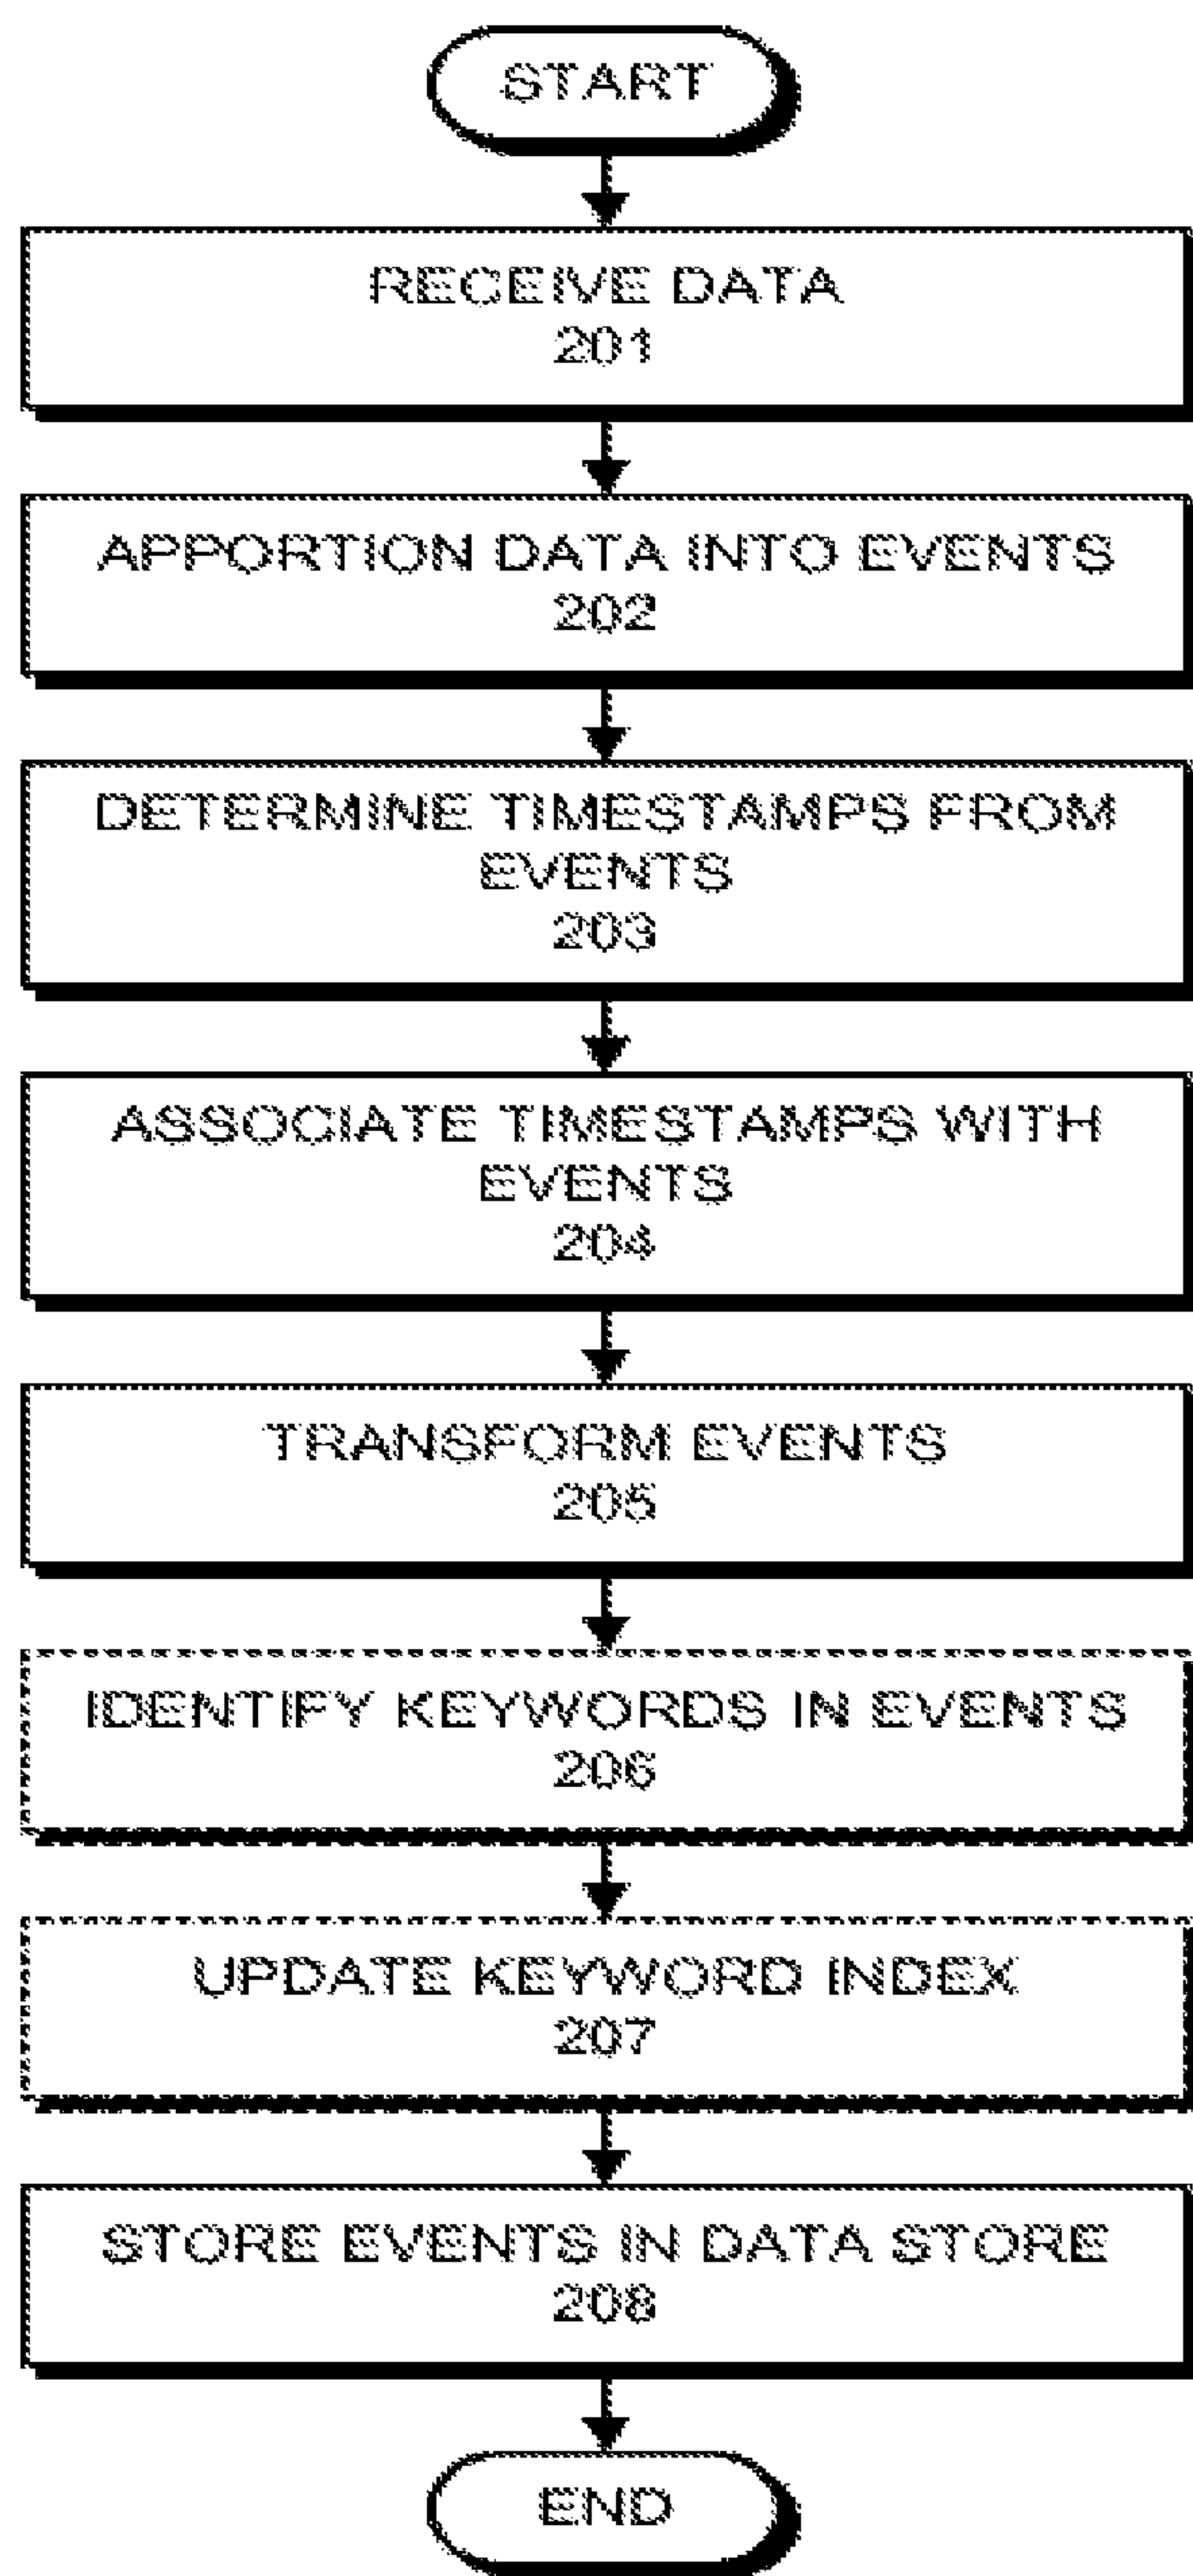 START
RECEIVE DATA
201
APPORTION DATA INTO EVENTS
202
DETERMINE TIMESTAMPS FROM
EVENTS
203
ASSOCIATE TIMESTAMPS WITH
EVENTS
204
TRANSFORM EVENTS
205
IDENTIFY KEYWORDS IN EVENTS
206
UPDATE KEYWORD INDEX
207
STORE EVENTS IN DATA STORE
208
END